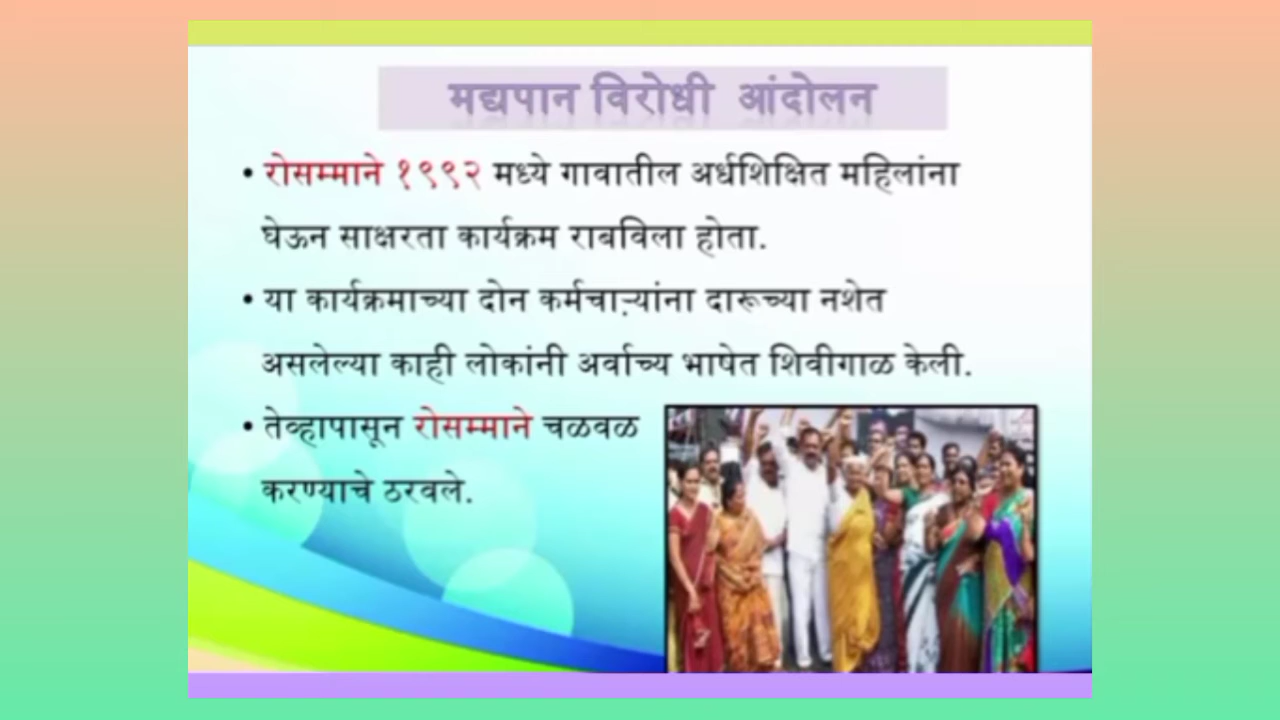 मद्यपान विरोधी आंदोलन
• रोसम्माने १९९२ मध्ये गावातील अर्धशिक्षित महिलांना
घेऊन साक्षरता कार्यक्रम राबविला होता.
• या कार्यक्रमाच्या दोन कर्मचाऱ्यांना दारूच्या नशेत
असलेल्या काही लोकांनी अर्वाच्य भाषेत शिवीगाळ केली.
• तेव्हापासून रोसम्माने चळवळ
करण्याचे ठरवले.